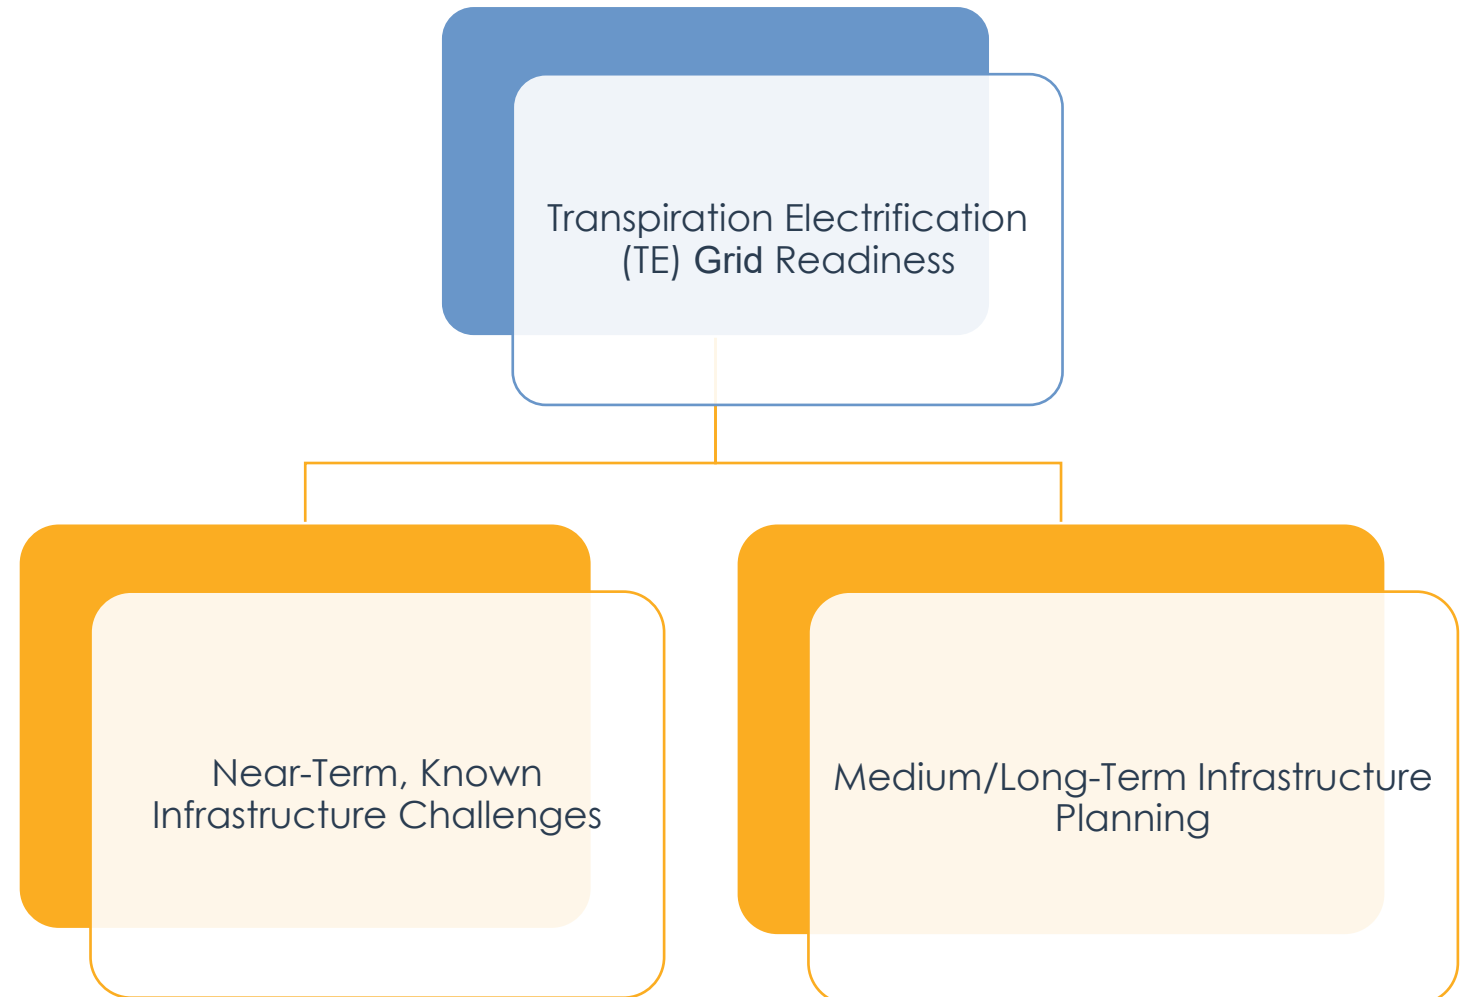 Transpiration Electrification
(TE) Grid Readiness
Near-Term, Known
Infrastructure Challenges
Medium/Long-Term Infrastructure
Planning